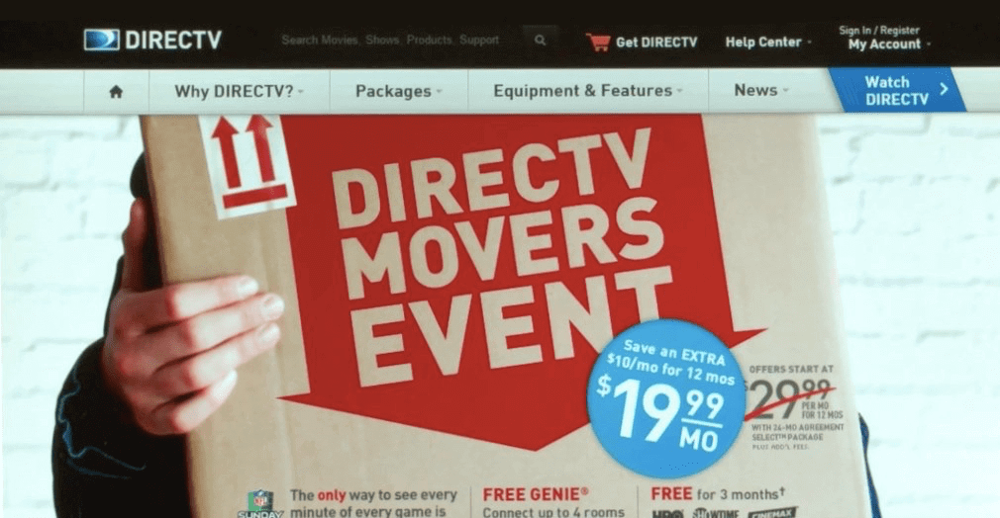 DIRECTV
Search Movies, Shows, Products, Support
Get DIRECTV
Help Center
Sign In / Register
My Account
Why DIRECTV?
Packages
Equipment & Features
News
Watch
DIRECTV
DIRECTV
MOVERS
EVENT
Save an EXTRA
$10/mo for 12 mos
$19.99
MO
OFFERS START AT
$29.99
PER MO
FOR 12 MOS
WITH 24-MO AGREEMENT
SELECT™ PACKAGE
PLUS ADD'L FEES.
NFL
SUNDAY
The only way to see every
minute of every game is
FREE GENIE®
Connect up to 4 rooms
FREE for 3 months†
HBO SHOWTIME CINEMAX